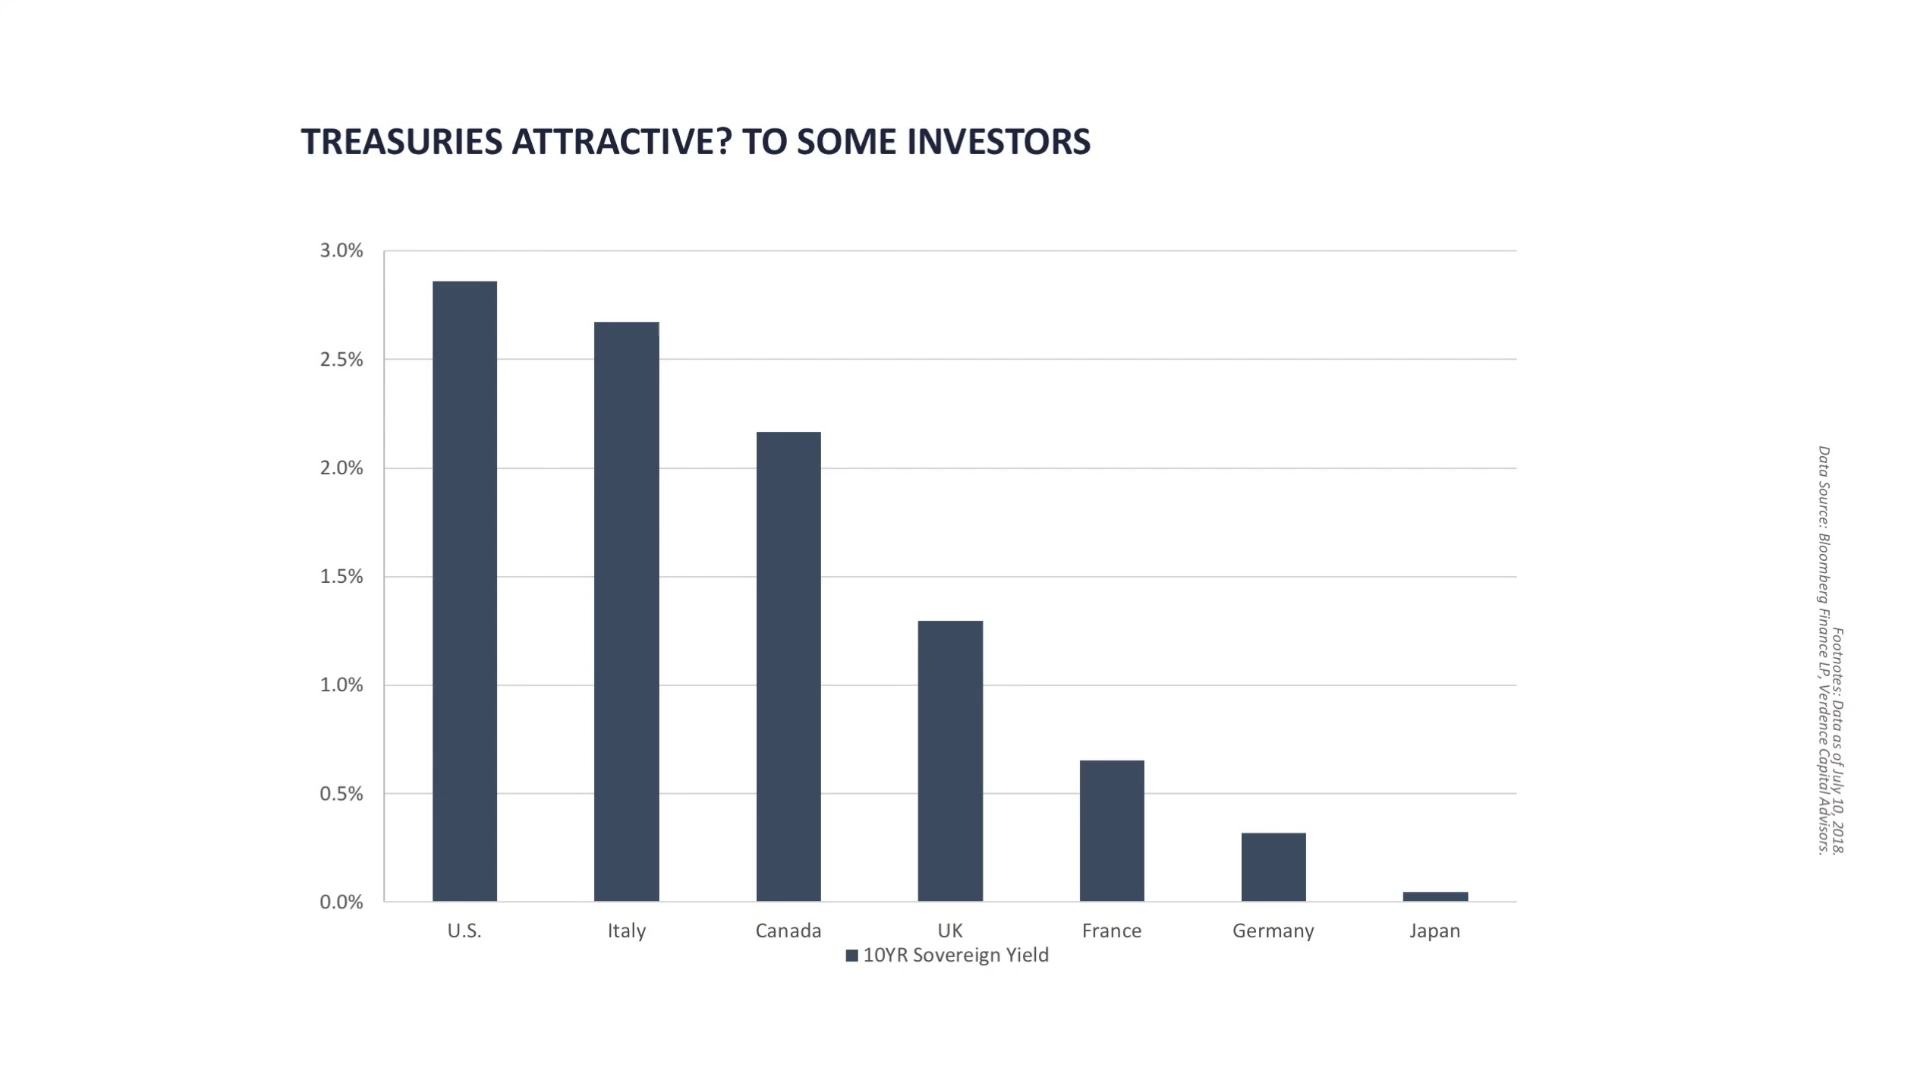 TREASURIES ATTRACTIVE? TO SOME INVESTORS
3.0%
2.5%
2.0%
1.5%
1.0%
0.5%
0.0%
U.S. Italy Canada UK France Germany Japan
10YR Sovereign Yield
Footnotes: Data as of July 10, 2018.
Data Source: Bloomberg Finance LP, Verdence Capital Advisors.